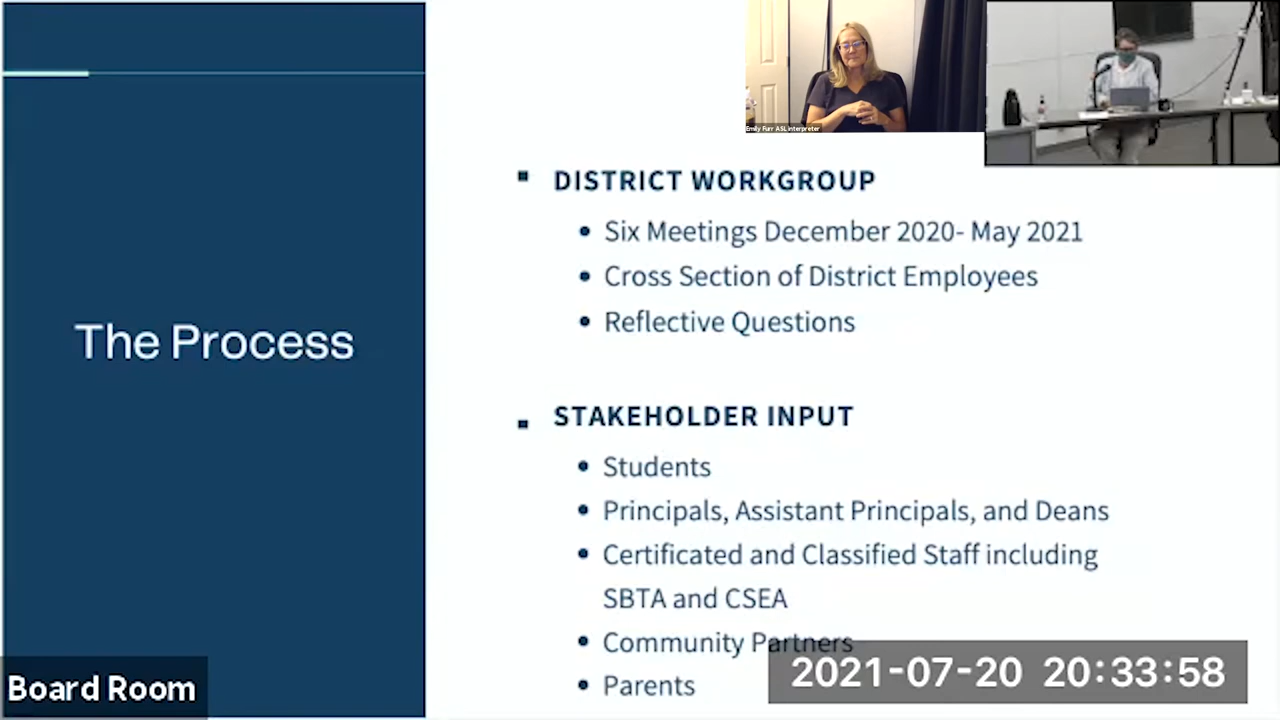 Emily Furr ASL interpreter
The Process
DISTRICT WORKGROUP
Six Meetings December 2020- May 2021
Cross Section of District Employees
Reflective Questions
STAKEHOLDER INPUT
Students
Principals, Assistant Principals, and Deans
Certificated and Classified Staff including
SBTA and CSEA
Community Partners
Parents
Board Room
2021-07-20 20:33:58